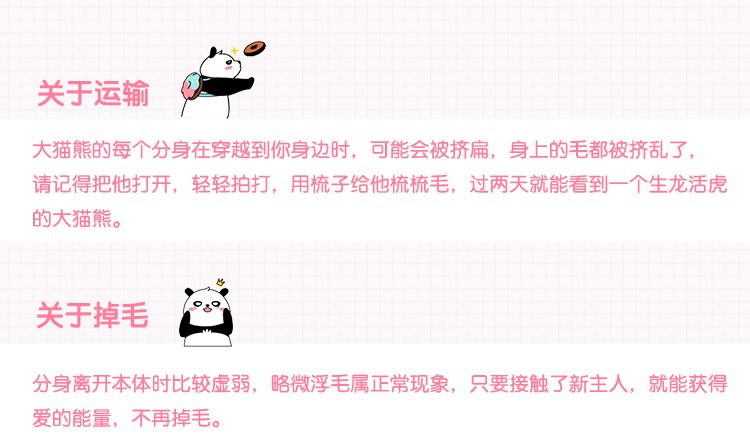 关于运输
大猫熊的每个分身在穿越到你身边时，可能会被挤扁，身上的毛都被挤乱了，
请记得把他打开，轻轻拍打，用梳子给他梳梳毛，过两天就能看到一个生龙活虎
的大猫熊。
关于掉毛
分身离开本体时比较虚弱，略微浮毛属正常现象，只要接触了新主人，就能获得
爱的能量，不再掉毛。